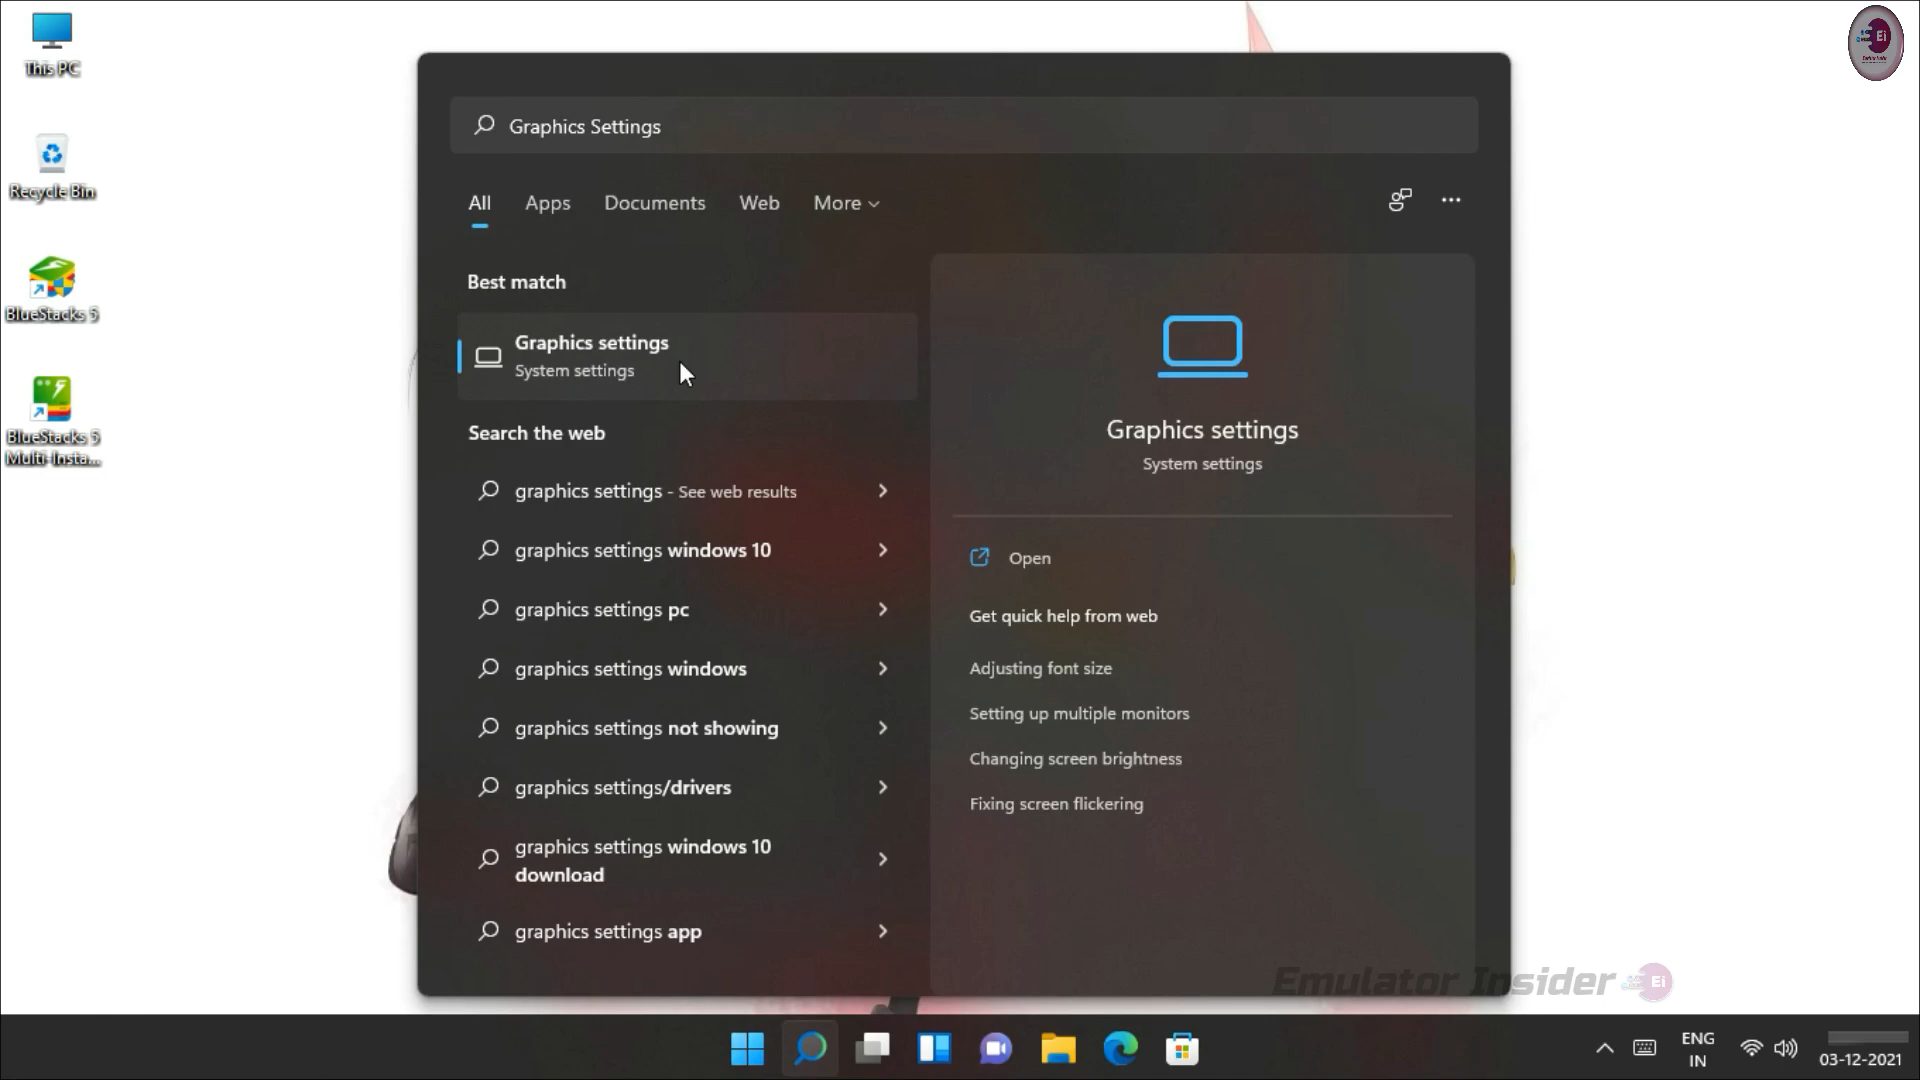 This PC
Recycle Bin
BlueStacks 5
BlueStacks 5
Multi-Insta...
Ei
Graphics Settings
All Apps Documents Web More
Best match
Graphics settings
System settings
Search the web
graphics settings - See web results
graphics settings windows 10
graphics settings pc
graphics settings windows
graphics settings not showing
graphics settings/drivers
graphics settings windows 10
download
graphics settings app
Graphics settings
System settings
Open
Get quick help from web
Adjusting font size
Setting up multiple monitors
Changing screen brightness
Fixing screen flickering
Emulator Insider Ei
ENG
IN
03-12-2021